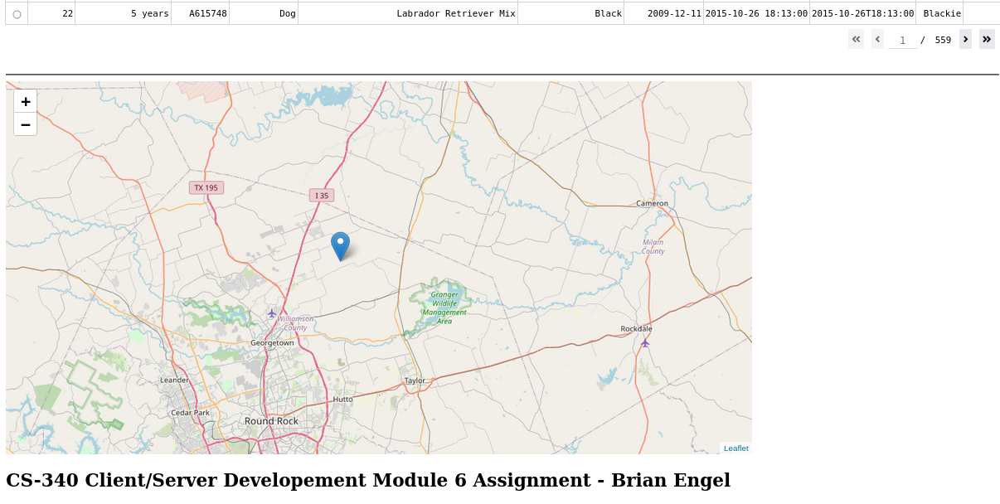 22 5 years A615748 Dog Labrador Retriever Mix Black 2009-12-11 2015-10-26 18:13:00 2015-10-26T18:13:00 Blackie
« ‹ 1 / 559 › »
+
−
TX 195
I 35
Cameron
Milam
County
Granger
Wildlife
Management
Area
Williamson
County
Rockdale
Georgetown
Leander
Taylor
Hutto
Cedar Park
Round Rock
Leaflet
CS-340 Client/Server Developement Module 6 Assignment - Brian Engel